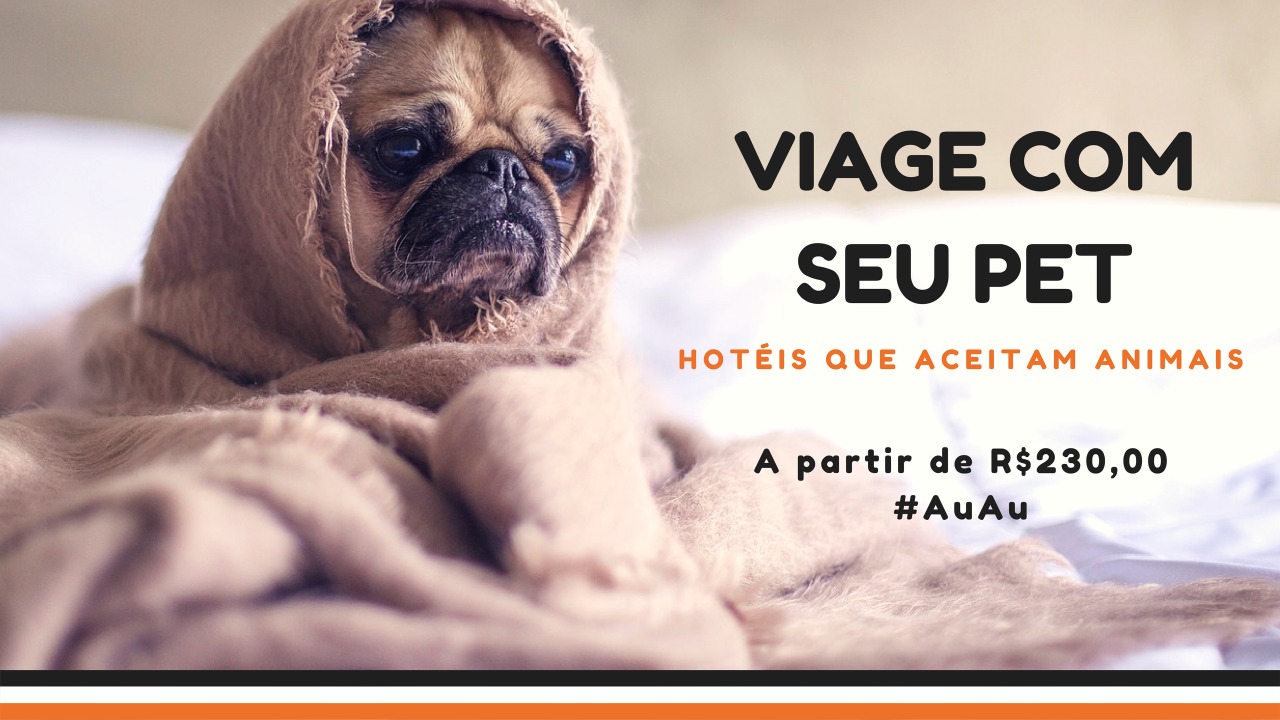 VIAGE COM
SEU PET
HOTÉIS QUE ACEITAM ANIMAIS
A partir de R$230,00
#AuAu